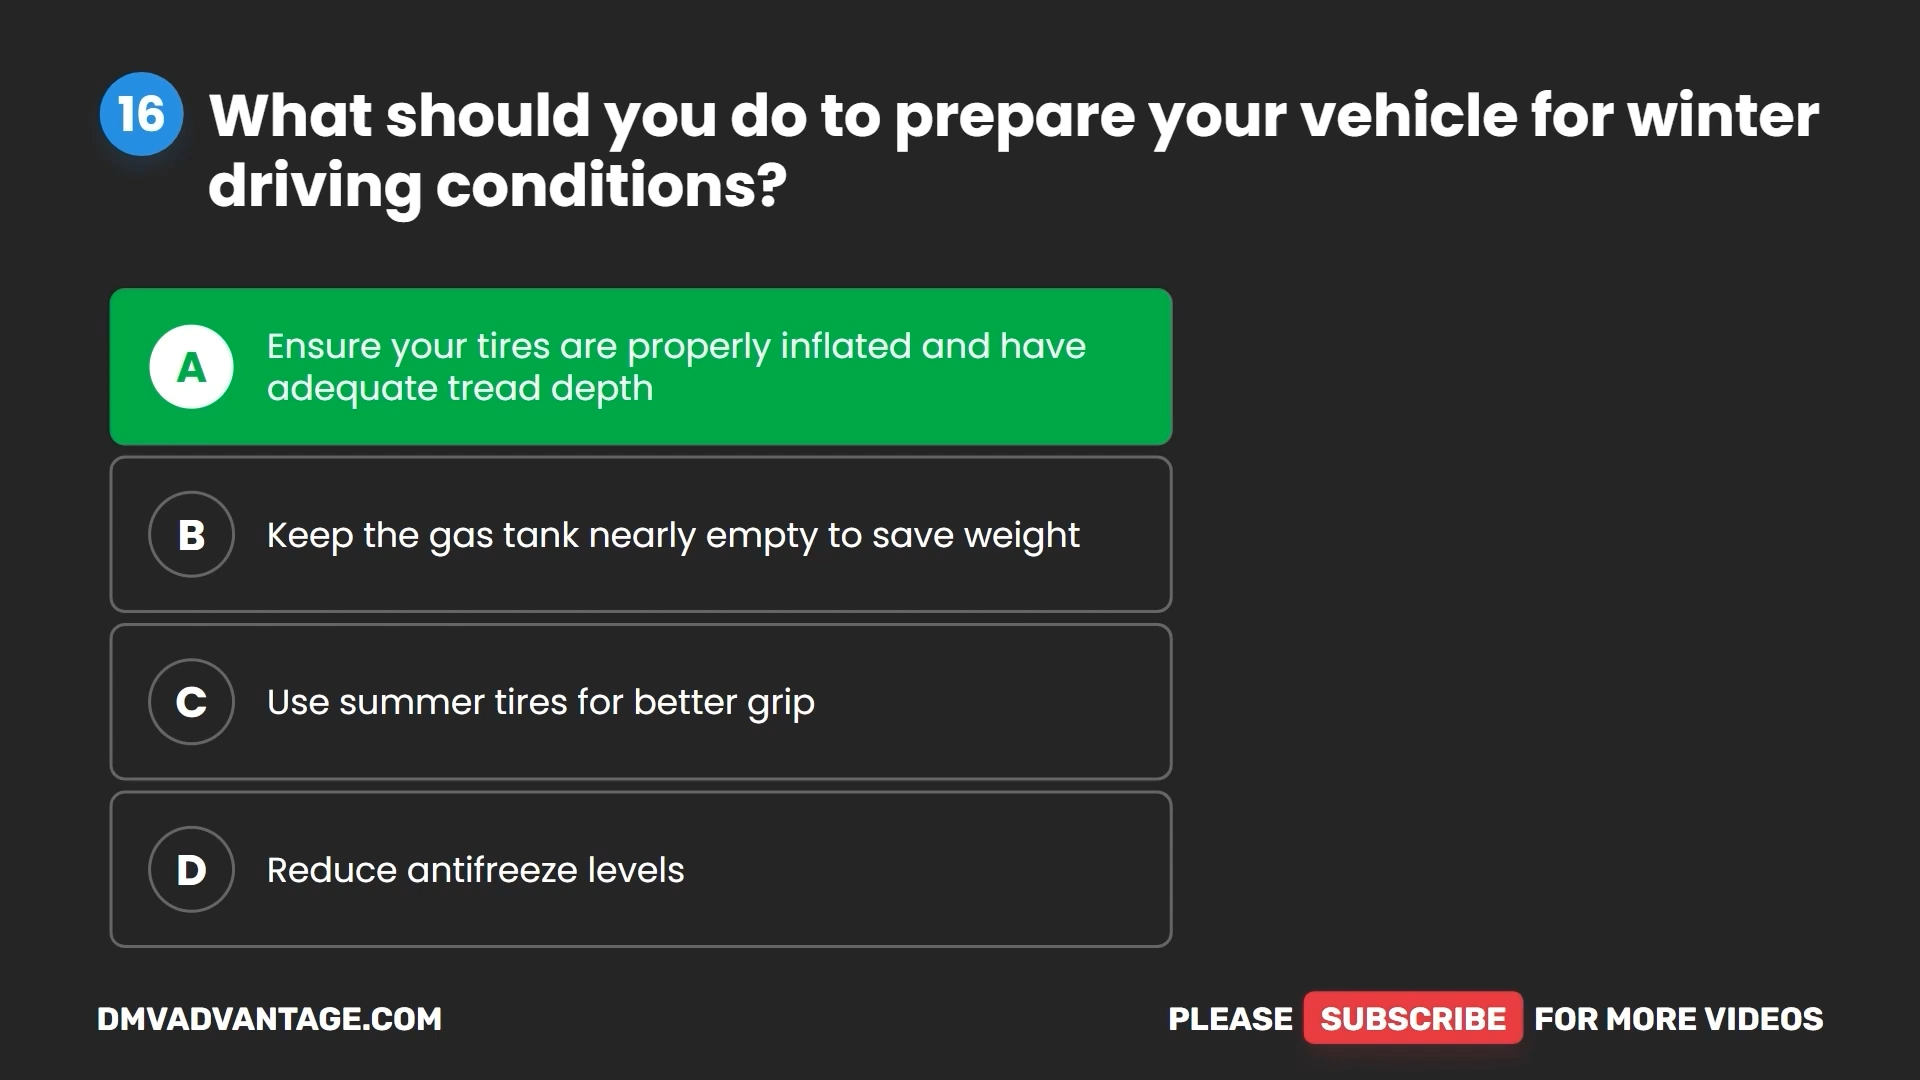 16
What should you do to prepare your vehicle for winter
driving conditions?
A
Ensure your tires are properly inflated and have
adequate tread depth
B
Keep the gas tank nearly empty to save weight
C
Use summer tires for better grip
D
Reduce antifreeze levels
DMVADVANTAGE.COM
PLEASE SUBSCRIBE FOR MORE VIDEOS